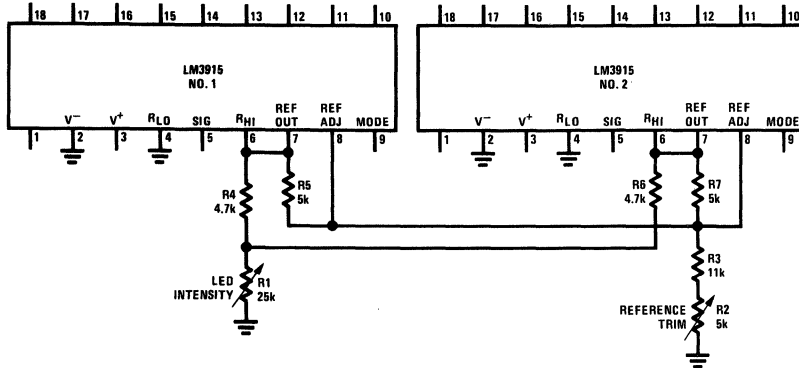 18 17 16 15 14 13 12 11 10
18 17 16 15 14 13 12 11 10
LM3915
NO. 1
LM3915
NO. 2
V− V+ RLO SIG RHI REF OUT REF ADJ MODE
V− V+ RLO SIG RHI REF OUT REF ADJ MODE
1 2 3 4 5 6 7 8 9
1 2 3 4 5 6 7 8 9
R4
4.7k
R5
5k
R6
4.7k
R7
5k
LED
INTENSITY
R1
25k
R3
11k
REFERENCE
TRIM
R2
5k